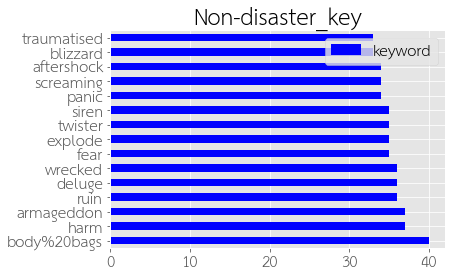 Non-disaster_key
traumatised
keyword
blizzard
aftershock
screaming
panic
siren
twister
explode
fear
wrecked
deluge
ruin
armageddon
harm
body%20bags
0 10 20 30 40